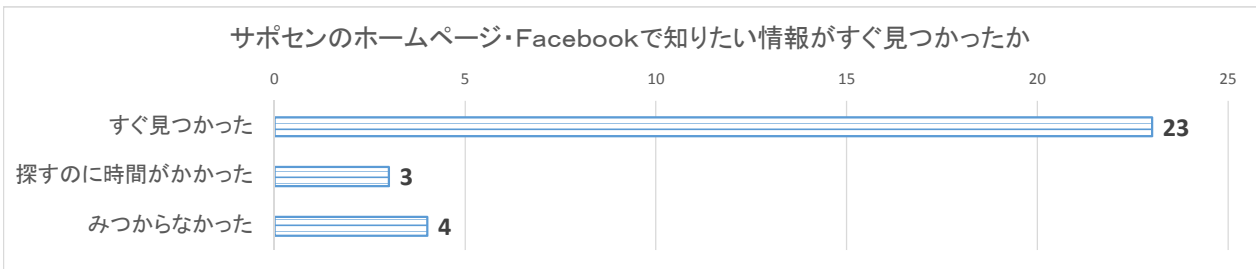 サポセンのホームページ・Facebookで知りたい情報がすぐ見つかったか
0 5 10 15 20 25
すぐ見つかった 23
探すのに時間がかかった 3
みつからなかった 4